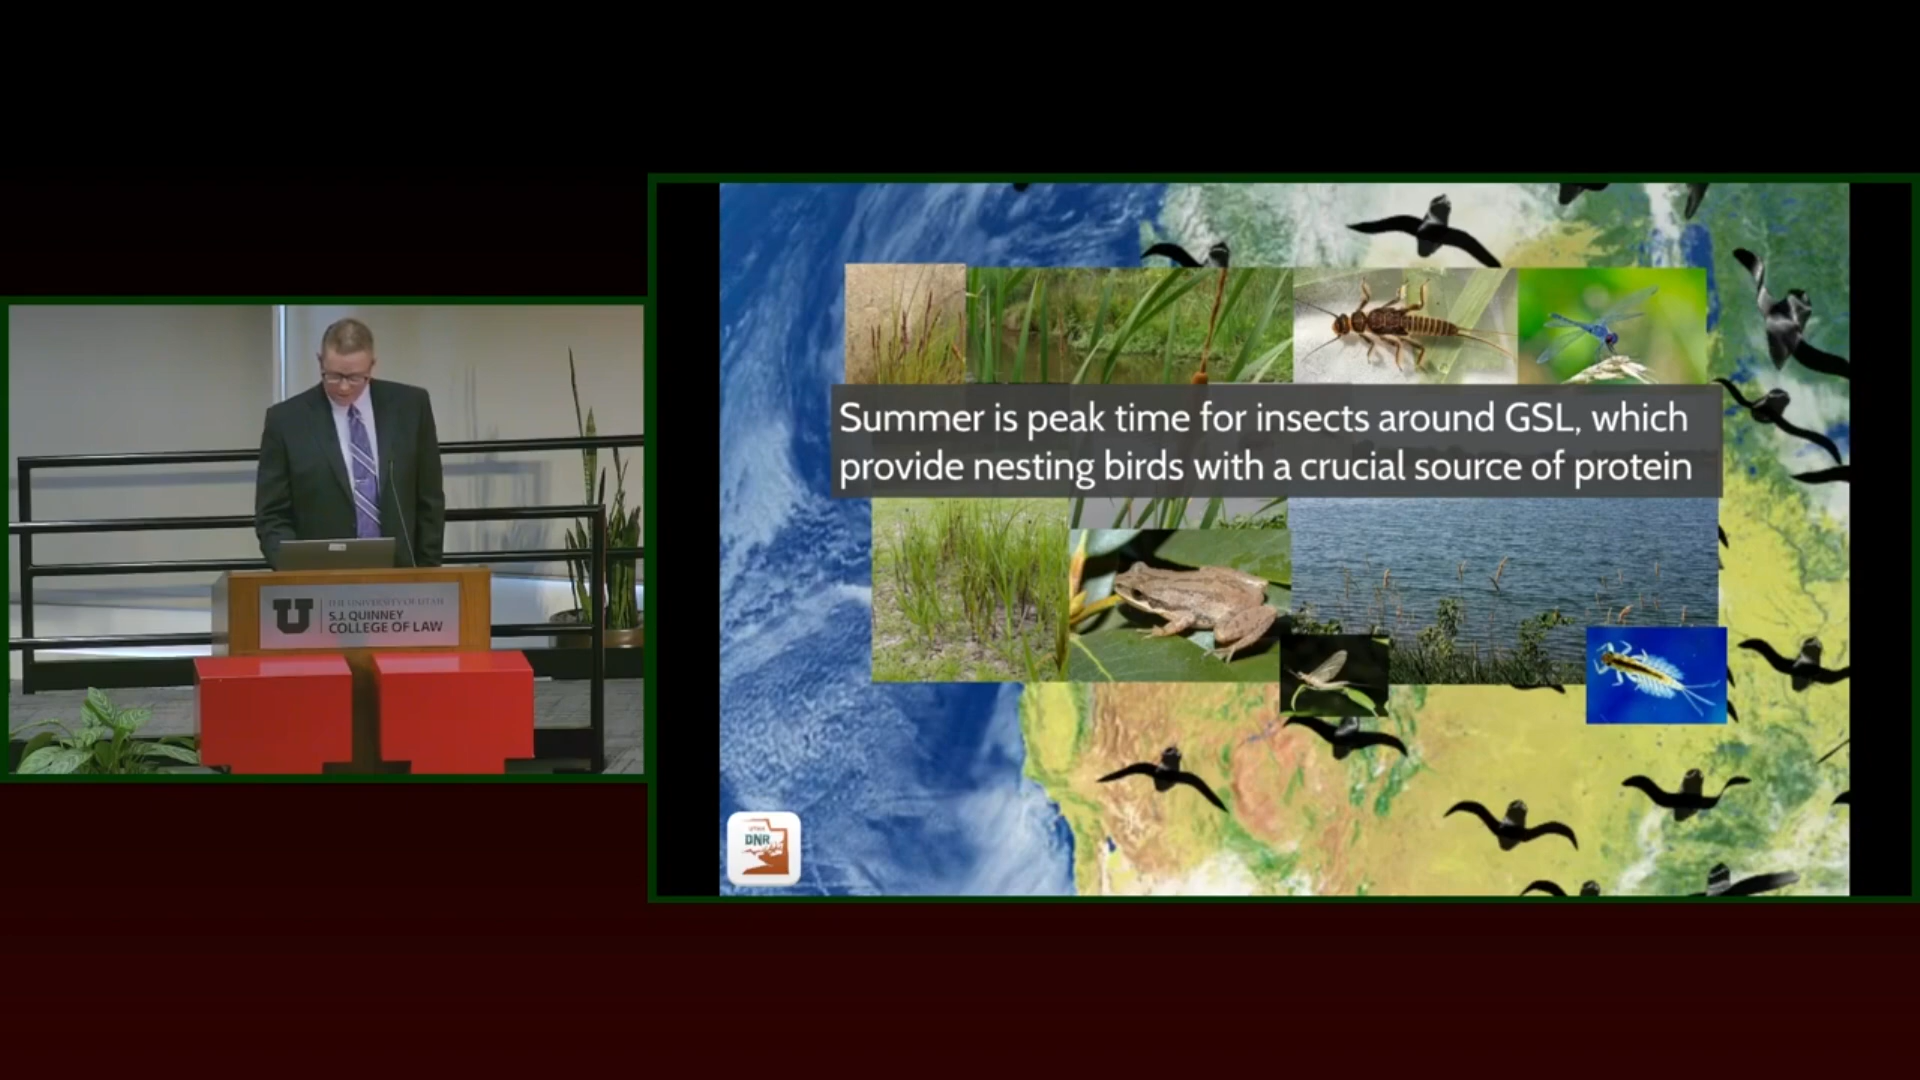 THE UNIVERSITY OF UTAH
S.J. QUINNEY
COLLEGE OF LAW
Summer is peak time for insects around GSL, which
provide nesting birds with a crucial source of protein
UTAH
DNR